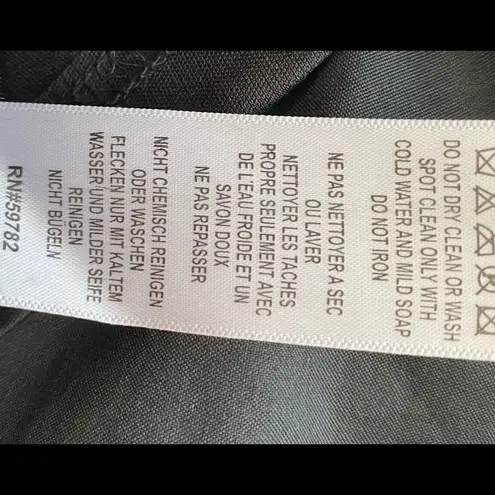 DO NOT DRY CLEAN OR WASH
SPOT CLEAN ONLY WITH
COLD WATER AND MILD SOAP
DO NOT IRON
NE PAS NETTOYER A SEC
OU LAVER
NETTOYER LES TACHES
PROPRE SEULEMENT AVEC
DE L'EAU FROIDE ET UN
SAVON DOUX
NE PAS REPASSER
NICHT CHEMISCH REINIGEN
ODER WASCHEN
FLECKEN NUR MIT KALTEM
WASSER UND MILDER SEIFE
REINIGEN
NICHT BÜGELN
RN#59782